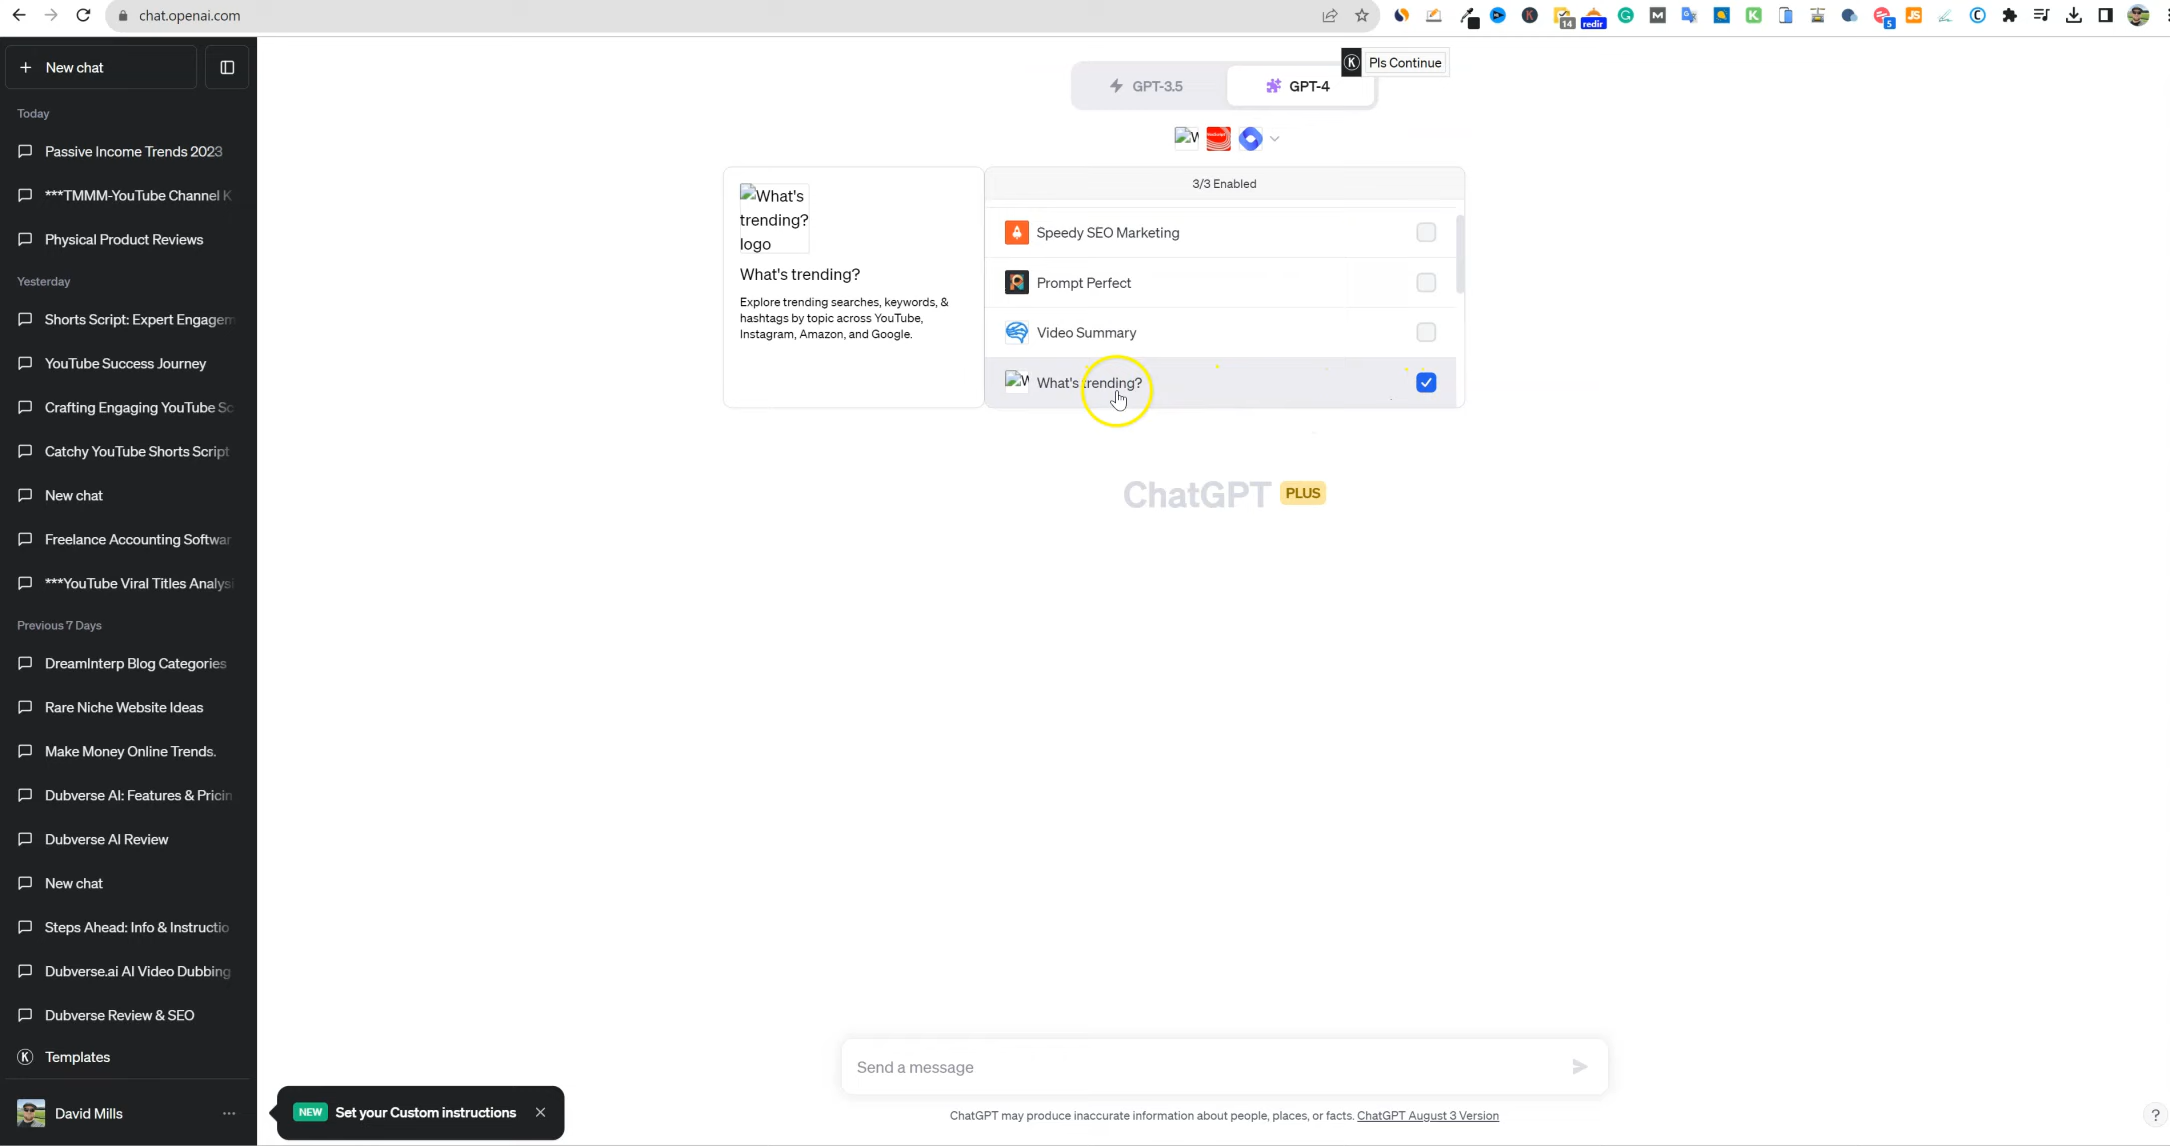 chat.openai.com
14
redir
G
M
K
5
JS
C
New chat
Today
Passive Income Trends 2023
***TMMM-YouTube Channel K
Physical Product Reviews
Yesterday
Shorts Script: Expert Engagem
YouTube Success Journey
Crafting Engaging YouTube Sc
Catchy YouTube Shorts Script
New chat
Freelance Accounting Softwar
***YouTube Viral Titles Analysi
Previous 7 Days
DreamInterp Blog Categories
Rare Niche Website Ideas
Make Money Online Trends.
Dubverse AI: Features & Pricin
Dubverse AI Review
New chat
Steps Ahead: Info & Instructio
Dubverse.ai AI Video Dubbing
Dubverse Review & SEO
K Templates
David Mills
NEW Set your Custom instructions
K Pls Continue
GPT-3.5
GPT-4
What's
trending?
logo
What's trending?
Explore trending searches, keywords, &
hashtags by topic across YouTube,
Instagram, Amazon, and Google.
3/3 Enabled
Speedy SEO Marketing
Prompt Perfect
Video Summary
What's trending?
ChatGPT PLUS
Send a message
ChatGPT may produce inaccurate information about people, places, or facts. ChatGPT August 3 Version
?